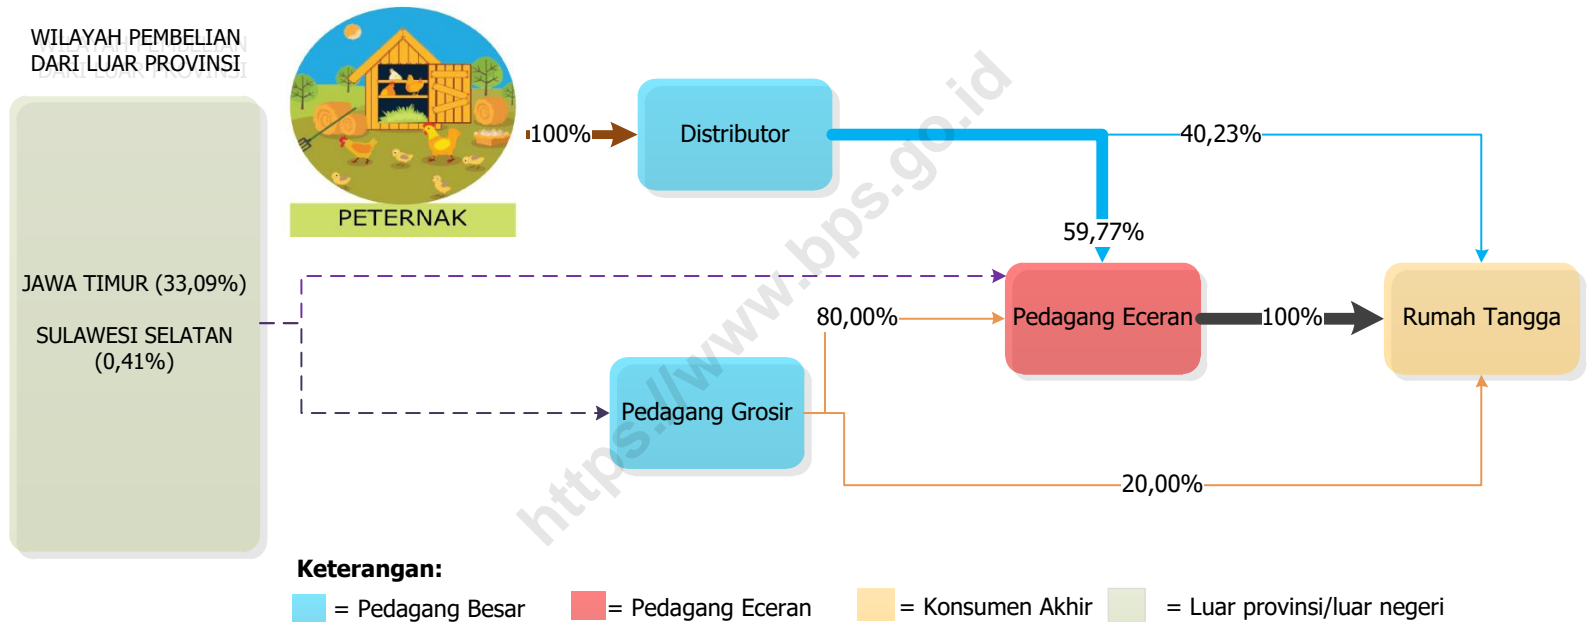 WILAYAH PEMBELIAN
DARI LUAR PROVINSI
PETERNAK
100%
Distributor
40,23%
59,77%
JAWA TIMUR (33,09%)
SULAWESI SELATAN
(0,41%)
80,00%
Pedagang Eceran
100%
Rumah Tangga
Pedagang Grosir
20,00%
https://www.bps.go.id
Keterangan:
= Pedagang Besar
= Pedagang Eceran
= Konsumen Akhir
= Luar provinsi/luar negeri